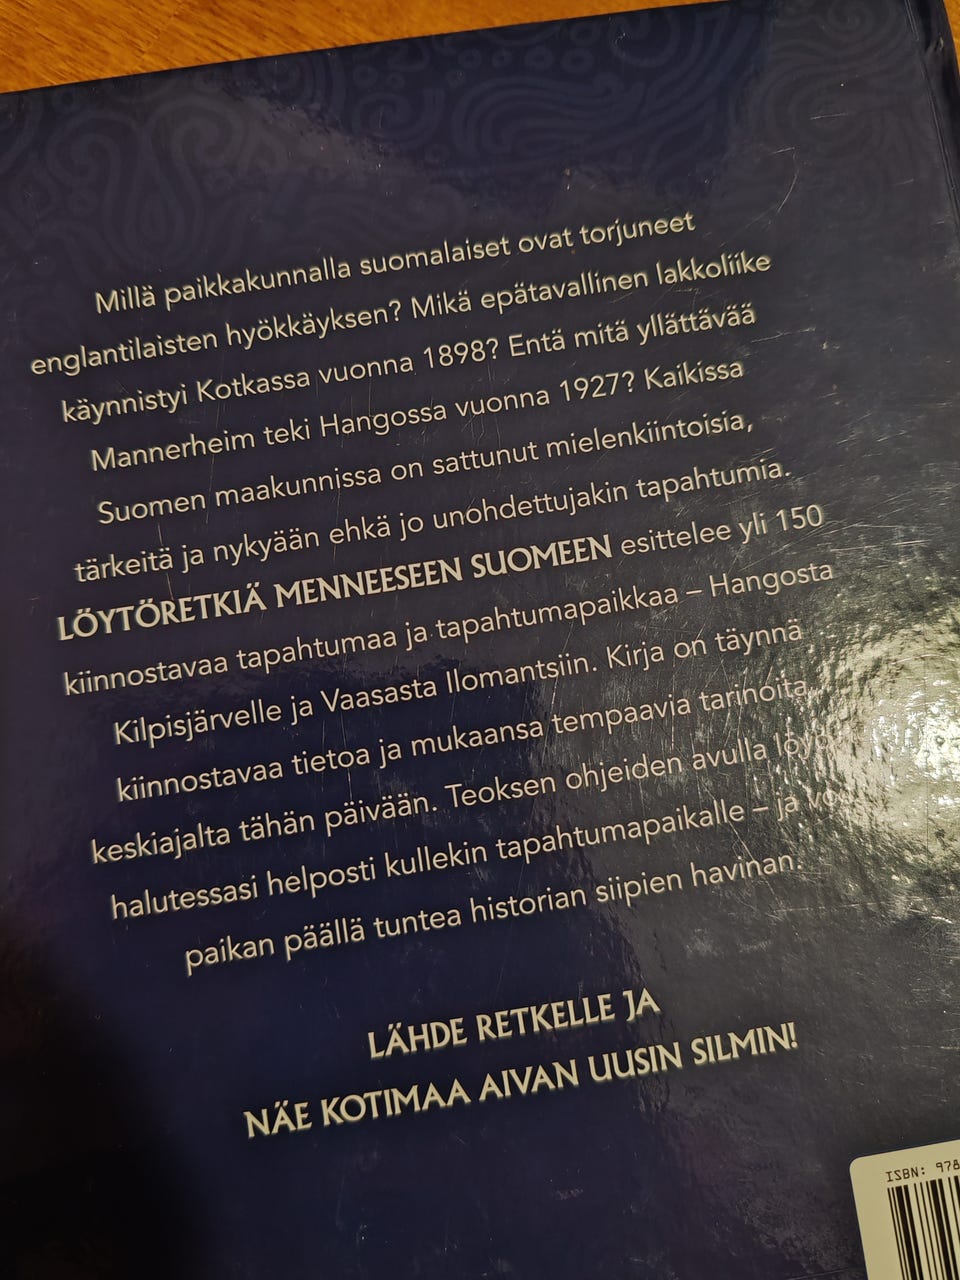 Millä paikkakunnalla suomalaiset ovat torjuneet
englantilaisten hyökkäyksen? Mikä epätavallinen lakkoliike
käynnistyi Kotkassa vuonna 1898? Entä mitä yllättävää
Mannerheim teki Hangossa vuonna 1927? Kaikissa
Suomen maakunnissa on sattunut mielenkiintoisia,
tärkeitä ja nykyään ehkä jo unohdettujakin tapahtumia.
LÖYTÖRETKIÄ MENNEESEEN SUOMEEN esittelee yli 150
kiinnostavaa tapahtumaa ja tapahtumapaikkaa – Hangosta
Kilpisjärvelle ja Vaasasta Ilomantsiin. Kirja on täynnä
kiinnostavaa tietoa ja mukaansa tempaavia tarinoita
keskiajalta tähän päivään. Teoksen ohjeiden avulla
halutessasi helposti kullekin tapahtumapaikalle – ja
paikan päällä tuntea historian siipien havinan.
LÄHDE RETKELLE JA
NÄE KOTIMAA AIVAN UUSIN SILMIN!
ISBN: 978